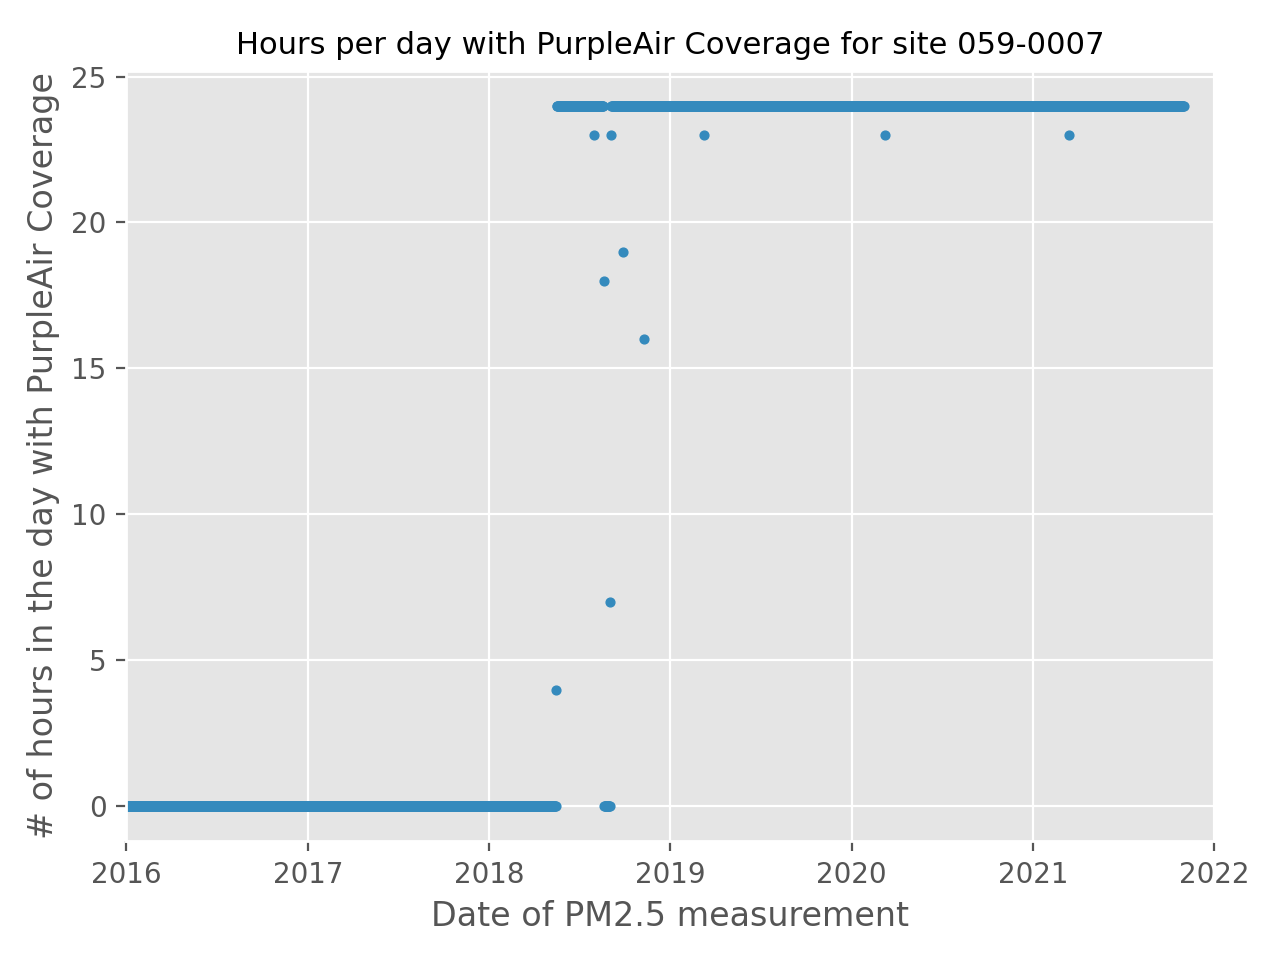 Hours per day with PurpleAir Coverage for site 059-0007
# of hours in the day with PurpleAir Coverage
25
20
15
10
5
0
2016 2017 2018 2019 2020 2021 2022
Date of PM2.5 measurement